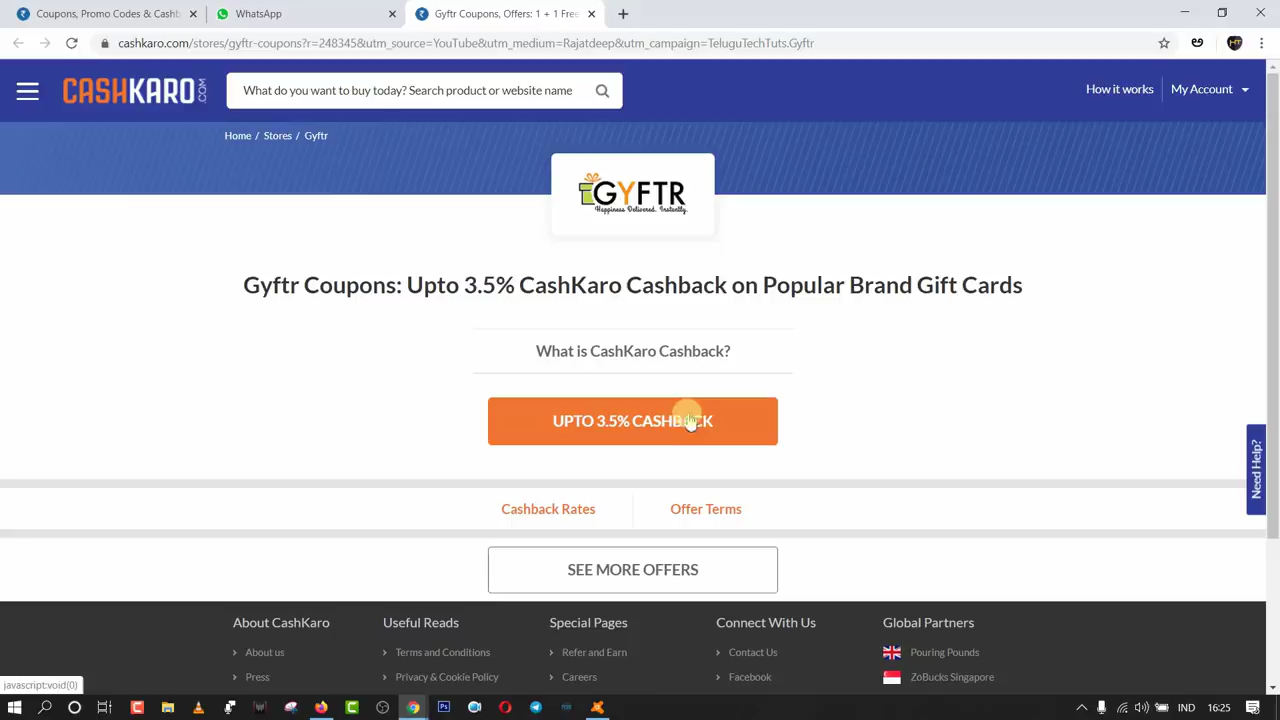 Coupons, Promo Codes & Cashb
WhatsApp
Gyftr Coupons, Offers: 1 + 1 Free
cashkaro.com/stores/gyftr-coupons?r=248345&utm_source=YouTube&utm_medium=Rajatdeep&utm_campaign=TeluguTechTuts.Gyftr
CASHKARO.COM
What do you want to buy today? Search product or website name
How it works
My Account
Home / Stores / Gyftr
GYFTR
Happiness Delivered. Instantly.
Gyftr Coupons: Upto 3.5% CashKaro Cashback on Popular Brand Gift Cards
What is CashKaro Cashback?
UPTO 3.5% CASHBACK
Need Help?
Cashback Rates
Offer Terms
SEE MORE OFFERS
About CashKaro
Useful Reads
Special Pages
Connect With Us
Global Partners
About us
Terms and Conditions
Refer and Earn
Contact Us
Pouring Pounds
Press
Privacy & Cookie Policy
Careers
Facebook
ZoBucks Singapore
javascript:void(0)
IND
16:25